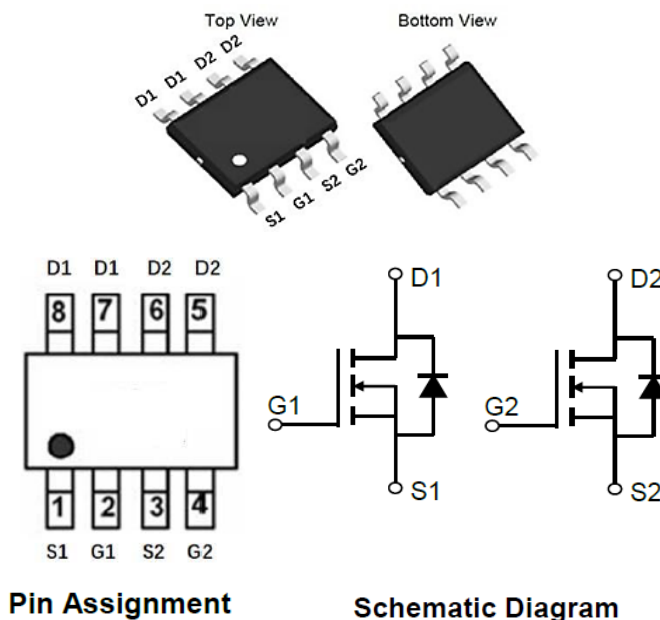 Top View
Bottom View
D1 D1 D2 D2
S1 G1 S2 G2
D1 D1 D2 D2
8 7 6 5
1 2 3 4
S1 G1 S2 G2
D1
G1
S1
D2
G2
S2
Pin Assignment
Schematic Diagram